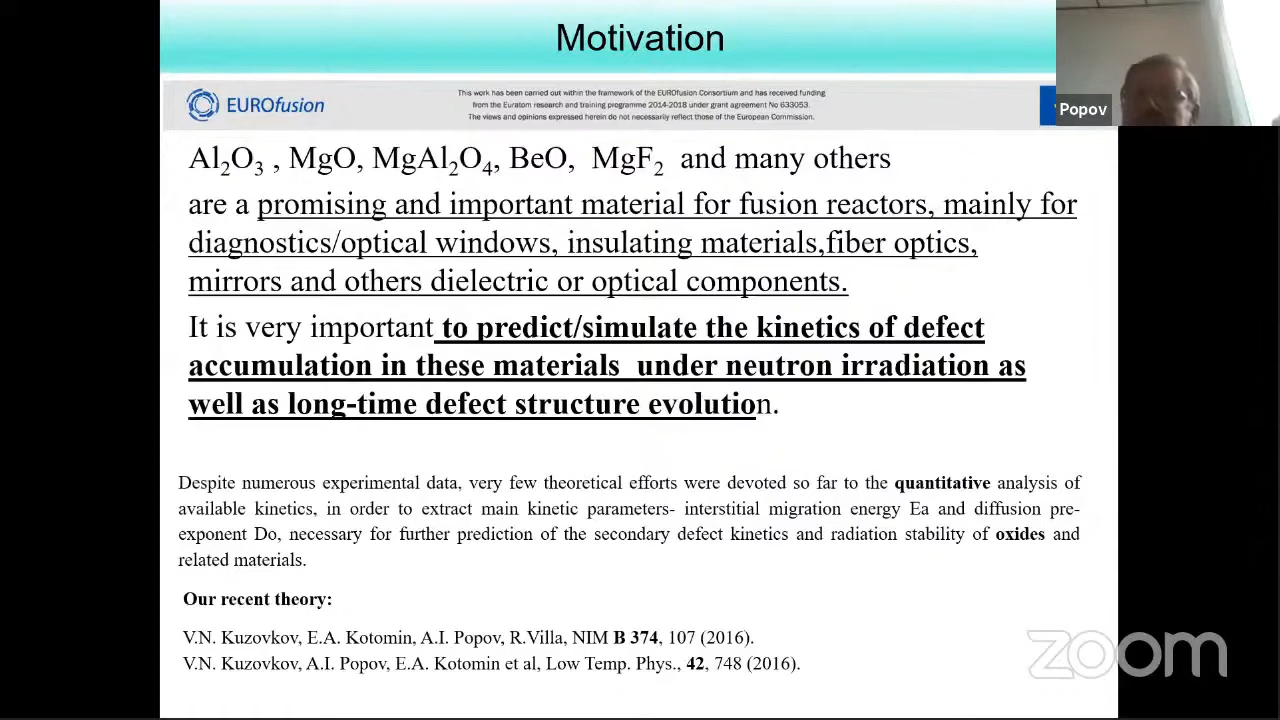 Motivation
EUROfusion
This work has been carried out within the framework of the EUROfusion Consortium and has received funding
from the Euratom research and training programme 2014-2018 under grant agreement No 633053.
The views and opinions expressed herein do not necessarily reflect those of the European Commission.
Popov
Al₂O₃ , MgO, MgAl₂O₄, BeO, MgF₂ and many others
are a promising and important material for fusion reactors, mainly for
diagnostics/optical windows, insulating materials,fiber optics,
mirrors and others dielectric or optical components.
It is very important to predict/simulate the kinetics of defect
accumulation in these materials under neutron irradiation as
well as long-time defect structure evolution.
Despite numerous experimental data, very few theoretical efforts were devoted so far to the quantitative analysis of
available kinetics, in order to extract main kinetic parameters- interstitial migration energy Ea and diffusion pre-
exponent Do, necessary for further prediction of the secondary defect kinetics and radiation stability of oxides and
related materials.
Our recent theory:
V.N. Kuzovkov, E.A. Kotomin, A.I. Popov, R.Villa, NIM B 374, 107 (2016).
V.N. Kuzovkov, A.I. Popov, E.A. Kotomin et al, Low Temp. Phys., 42, 748 (2016).
zoom